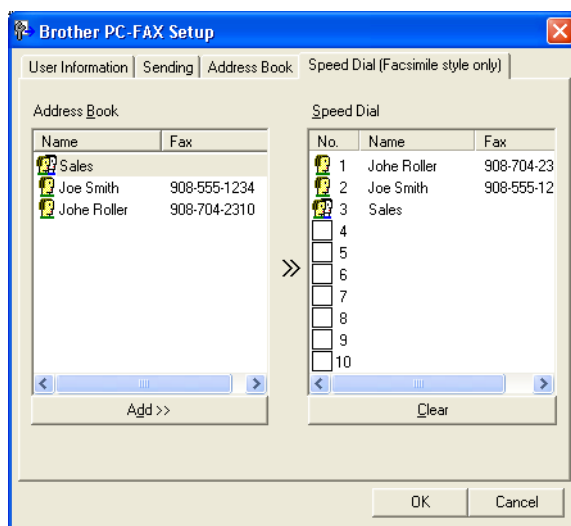 Brother PC-FAX Setup
User Information Sending Address Book Speed Dial (Facsimile style only)
Address Book
Name Fax
Sales
Joe Smith 908-555-1234
Johe Roller 908-704-2310
Add >>
Speed Dial
No. Name Fax
1 Johe Roller 908-704-23
2 Joe Smith 908-555-12
3 Sales
4
5
6
7
8
9
10
Clear
OK Cancel